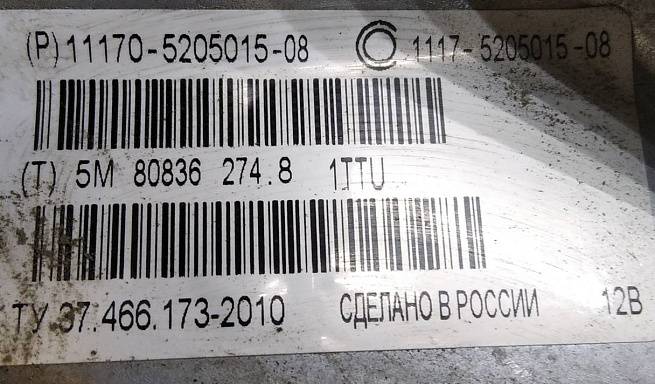 (P) 11170-5205015-08 1117-5205015-08
(T) 5M 80836 274.8 1TTU
ТУ 37.466.173-2010 СДЕЛАНО В РОССИИ 12В